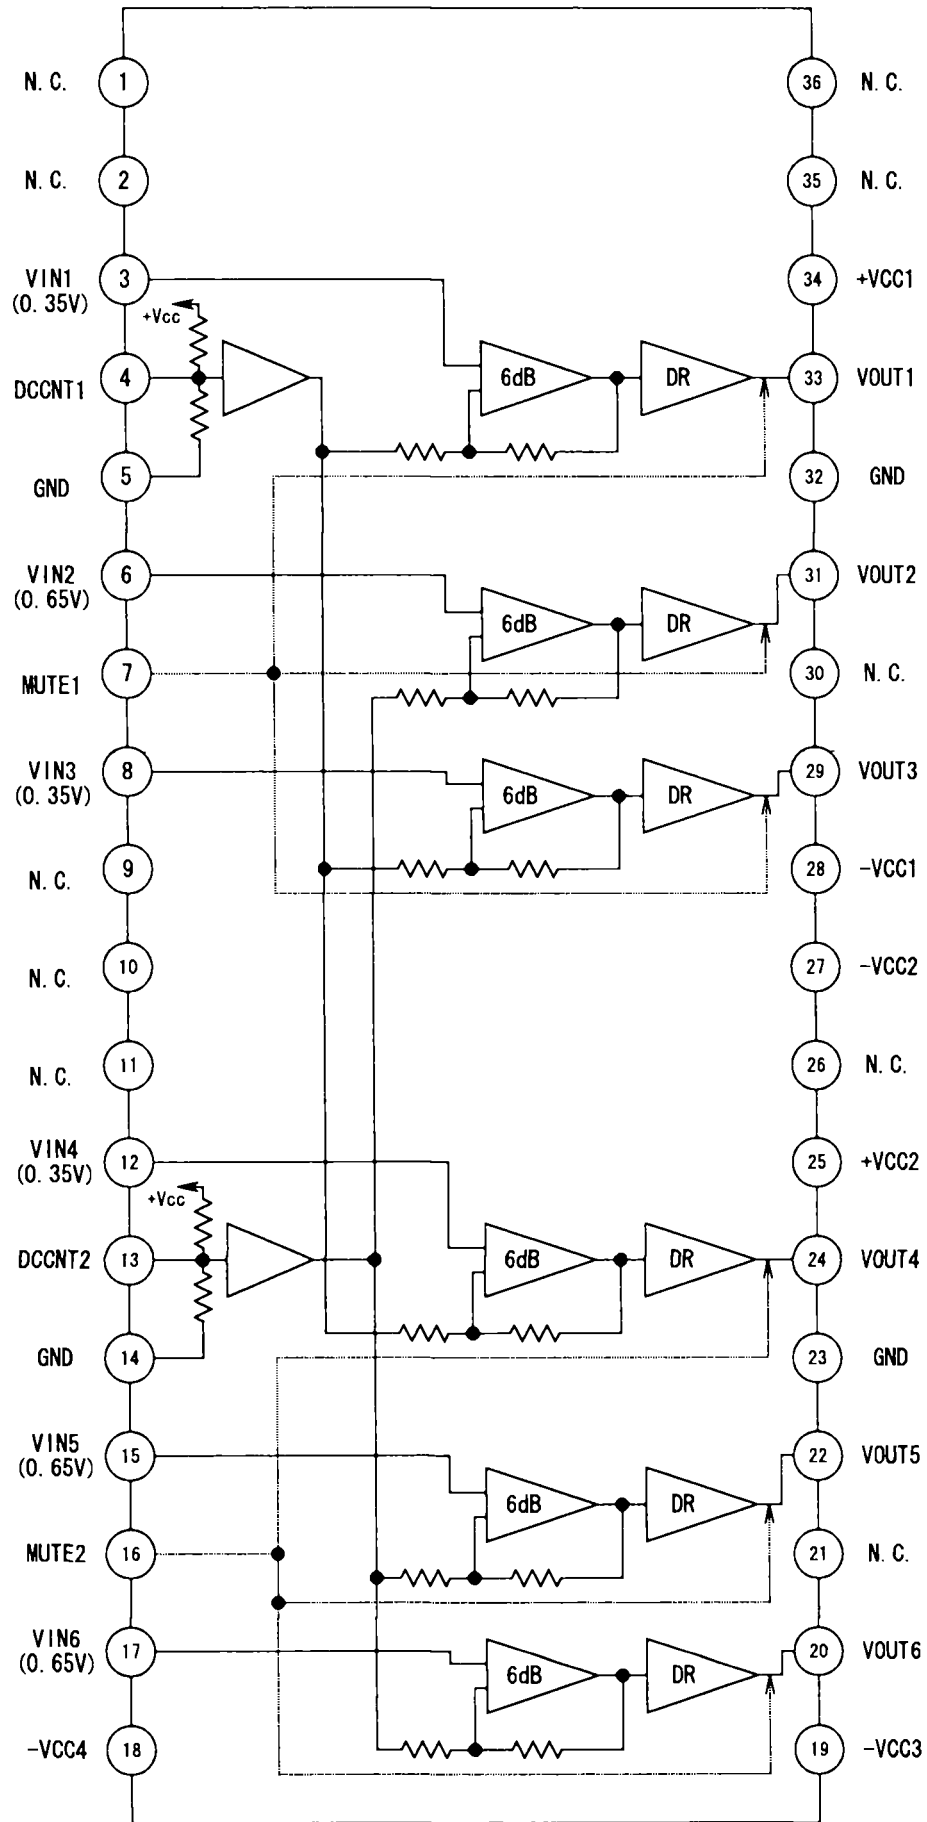 N.C. 1 36 N.C.
N.C. 2 35 N.C.
VIN1 3 34 +VCC1
(0.35V)
+Vcc
DCCNT1 4 6dB DR 33 VOUT1
GND 5 32 GND
VIN2 6 31 VOUT2
(0.65V)
6dB DR
MUTE1 7 30 N.C.
VIN3 8 29 VOUT3
(0.35V)
6dB DR
N.C. 9 28 -VCC1
N.C. 10 27 -VCC2
N.C. 11 26 N.C.
VIN4 12 25 +VCC2
(0.35V)
+Vcc
DCCNT2 13 6dB DR 24 VOUT4
GND 14 23 GND
VIN5 15 22 VOUT5
(0.65V)
6dB DR
MUTE2 16 21 N.C.
VIN6 17 20 VOUT6
(0.65V)
6dB DR
-VCC4 18 19 -VCC3